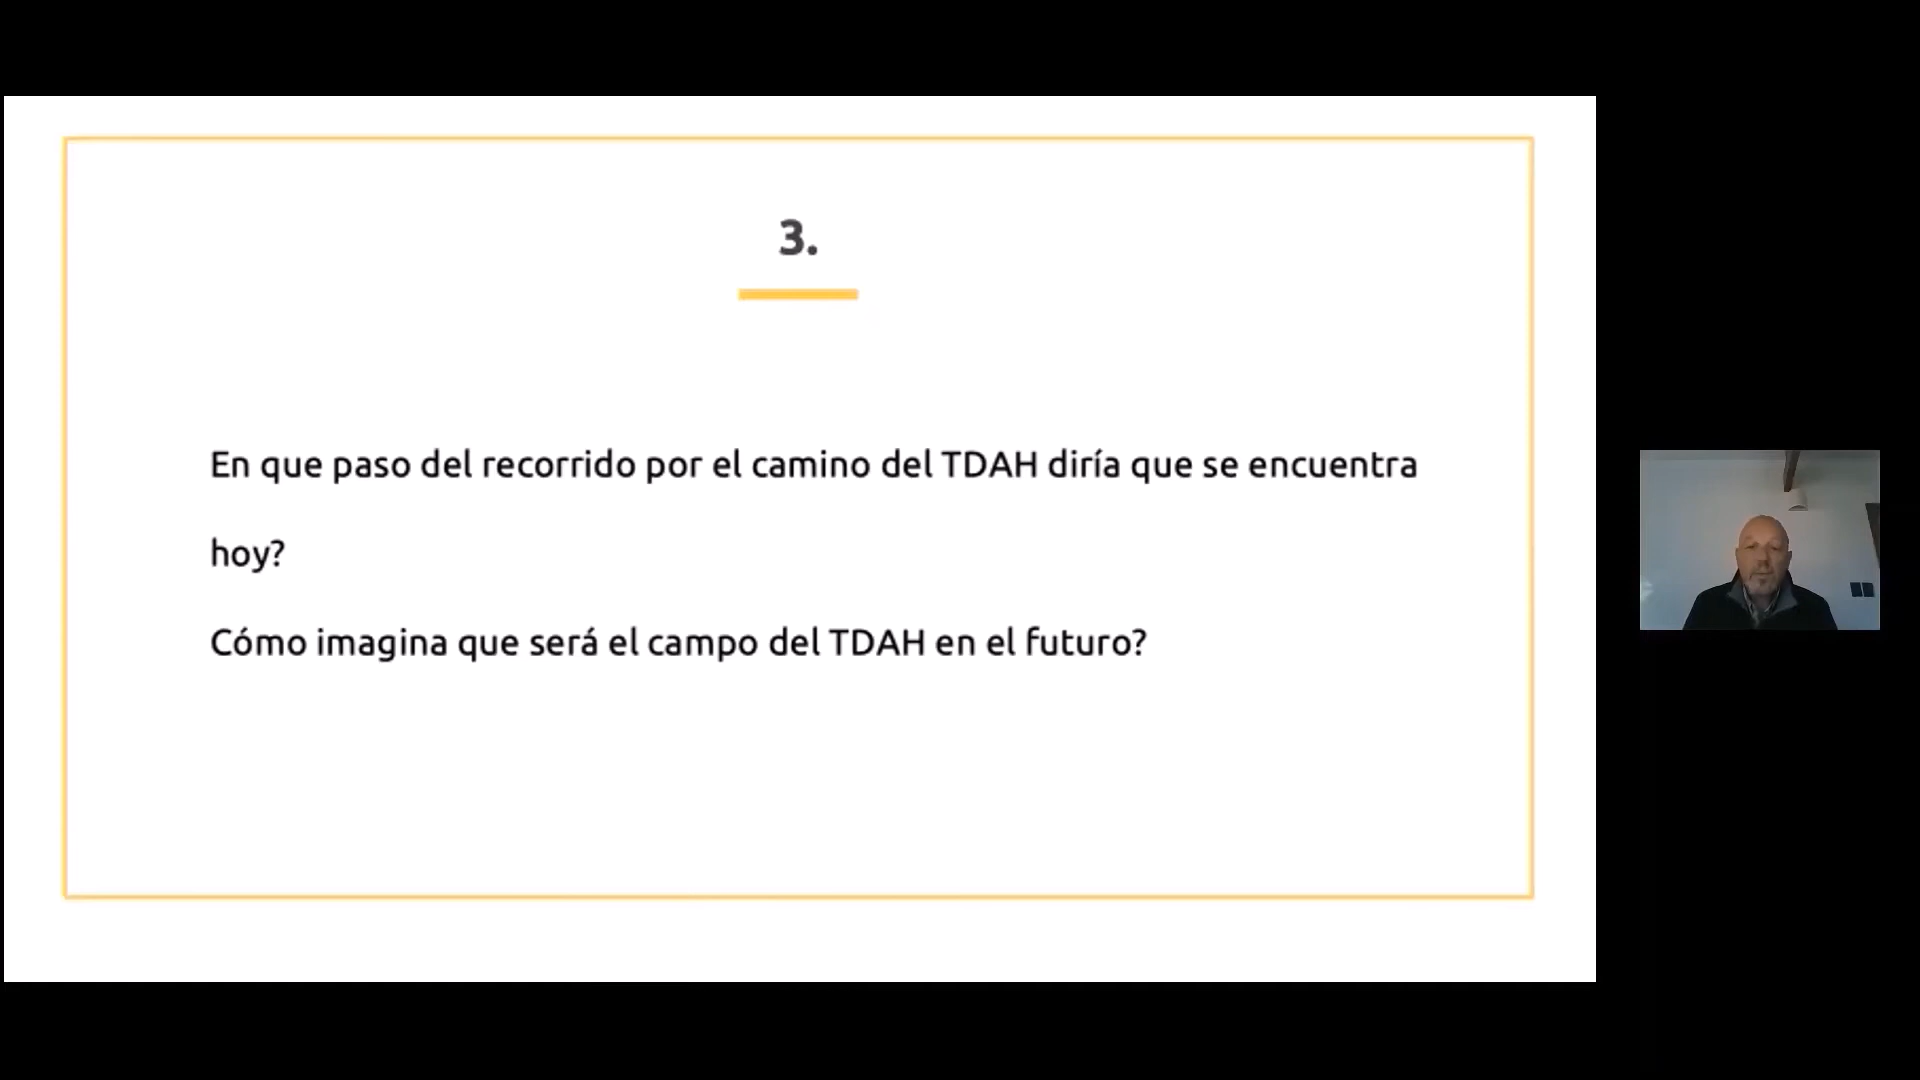 3.
En que paso del recorrido por el camino del TDAH diría que se encuentra
hoy?
Cómo imagina que será el campo del TDAH en el futuro?